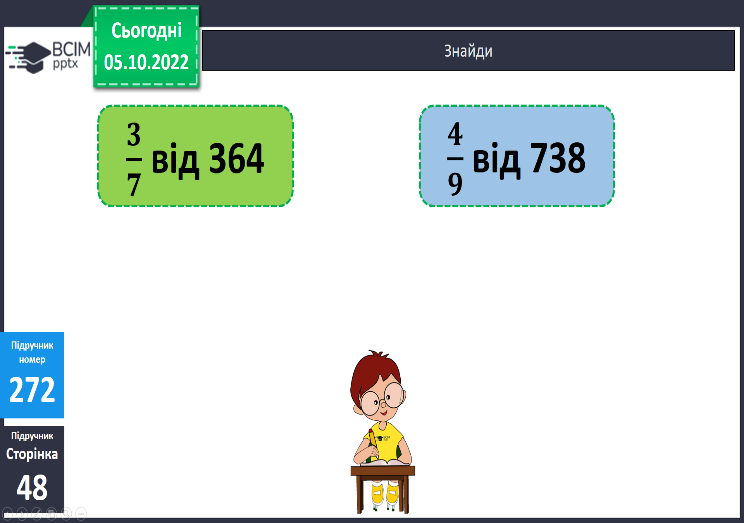 Сьогодні
05.10.2022
BCIM
pptx
Знайди
3/7 від 364
4/9 від 738
Підручник
номер
272
Підручник
Сторінка
48